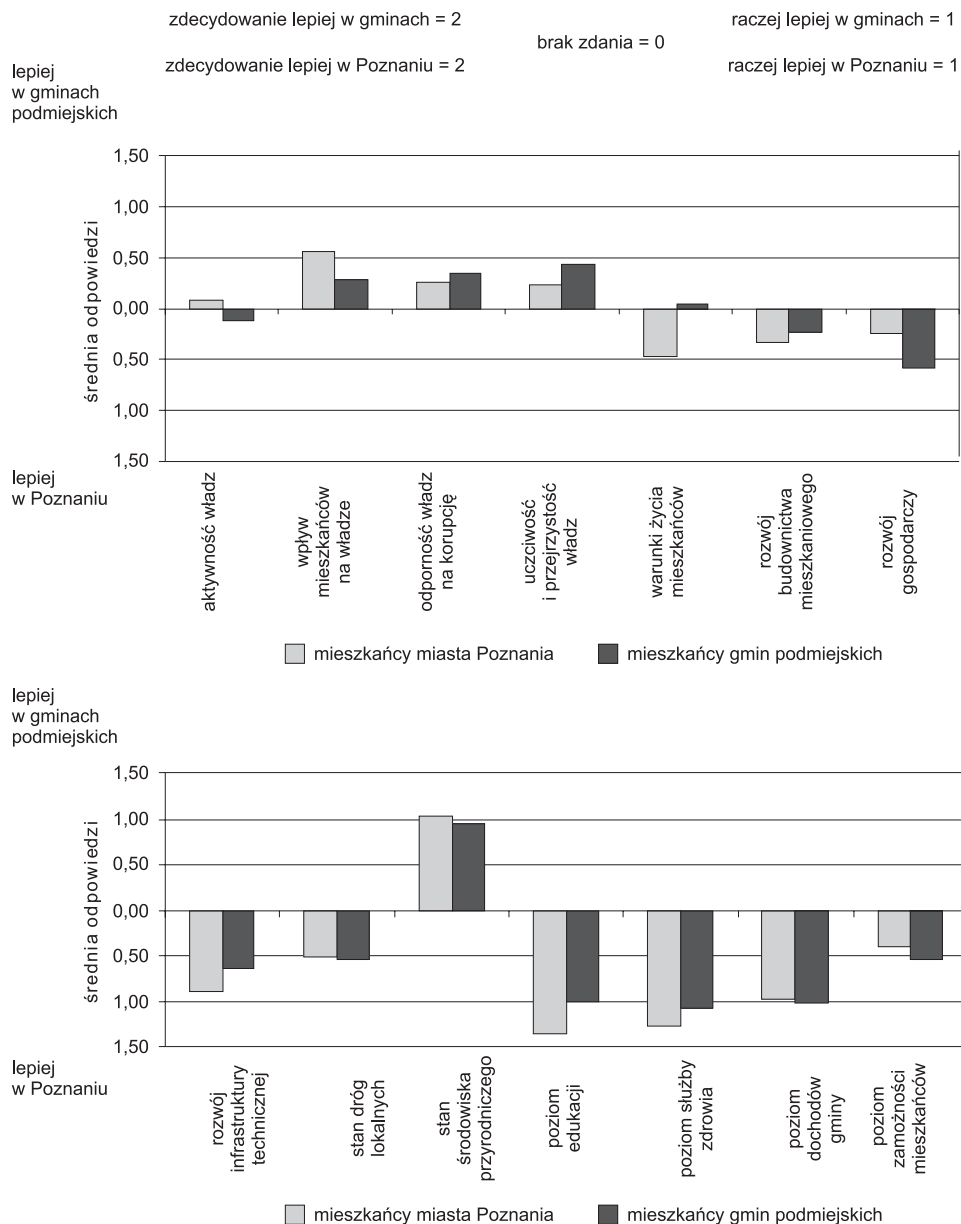 zdecydowanie lepiej w gminach = 2
raczej lepiej w gminach = 1
brak zdania = 0
zdecydowanie lepiej w Poznaniu = 2
raczej lepiej w Poznaniu = 1
lepiej
w gminach
podmiejskich
średnia odpowiedzi
1,50
1,00
0,50
0,00
0,50
1,00
1,50
lepiej
w Poznaniu
aktywność władz
wpływ
mieszkańców
na władze
odporność władz
na korupcję
uczciwość
i przejrzystość
władz
warunki życia
mieszkańców
rozwój
budownictwa
mieszkaniowego
rozwój
gospodarczy
mieszkańcy miasta Poznania
mieszkańcy gmin podmiejskich
lepiej
w gminach
podmiejskich
średnia odpowiedzi
1,50
1,00
0,50
0,00
0,50
1,00
1,50
lepiej
w Poznaniu
rozwój
infrastruktury
technicznej
stan dróg
lokalnych
stan
środowiska
przyrodniczego
poziom
edukacji
poziom służby
zdrowia
poziom
dochodów
gminy
poziom
zamożności
mieszkańców
mieszkańcy miasta Poznania
mieszkańcy gmin podmiejskich